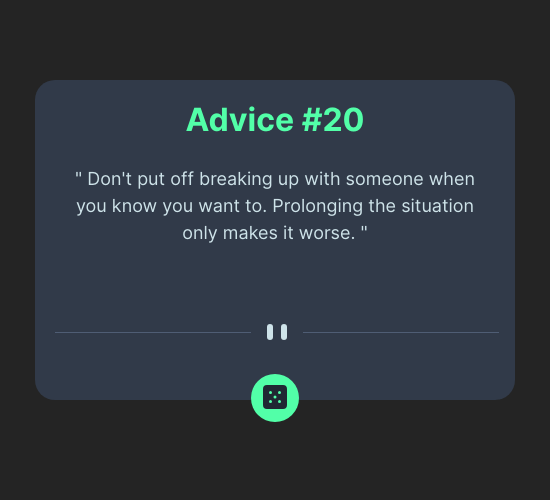 Advice #20
" Don't put off breaking up with someone when
you know you want to. Prolonging the situation
only makes it worse. "